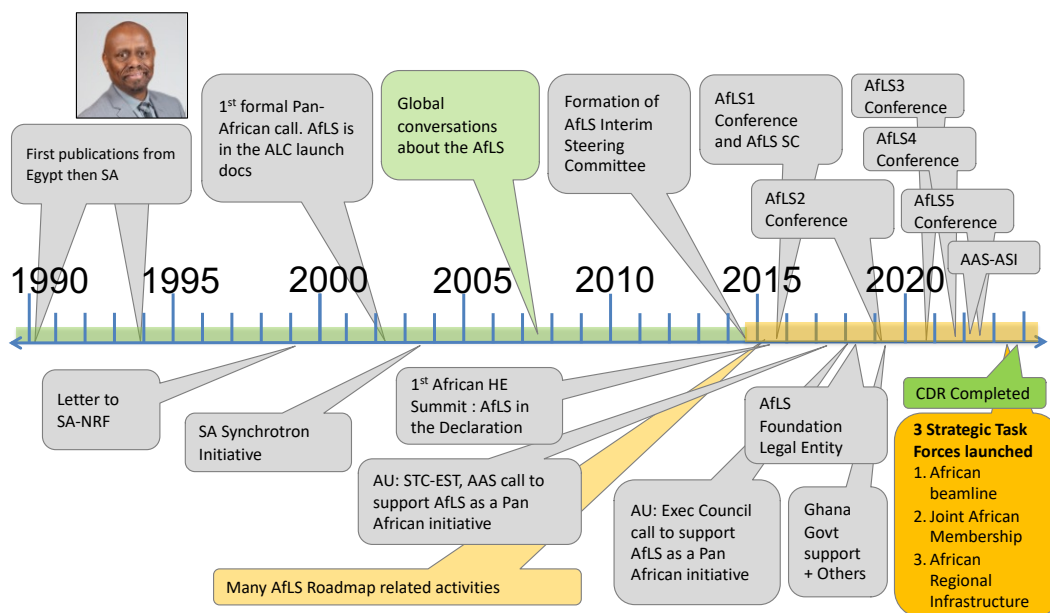 First publications from
Egypt then SA
1st formal Pan-
African call. AfLS is
in the ALC launch
docs
Global
conversations
about the AfLS
Formation of
AfLS Interim
Steering
Committee
AfLS1
Conference
and AfLS SC
AfLS2
Conference
AfLS3
Conference
AfLS4
Conference
AfLS5
Conference
AAS-ASI
1990 1995 2000 2005 2010 2015 2020
Letter to
SA-NRF
SA Synchrotron
Initiative
1st African HE
Summit : AfLS in
the Declaration
AU: STC-EST, AAS call to
support AfLS as a Pan
African initiative
Many AfLS Roadmap related activities
AfLS
Foundation
Legal Entity
AU: Exec Council
call to support
AfLS as a Pan
African initiative
Ghana
Govt
support
+ Others
CDR Completed
3 Strategic Task
Forces launched
1. African
beamline
2. Joint African
Membership
3. African
Regional
Infrastructure